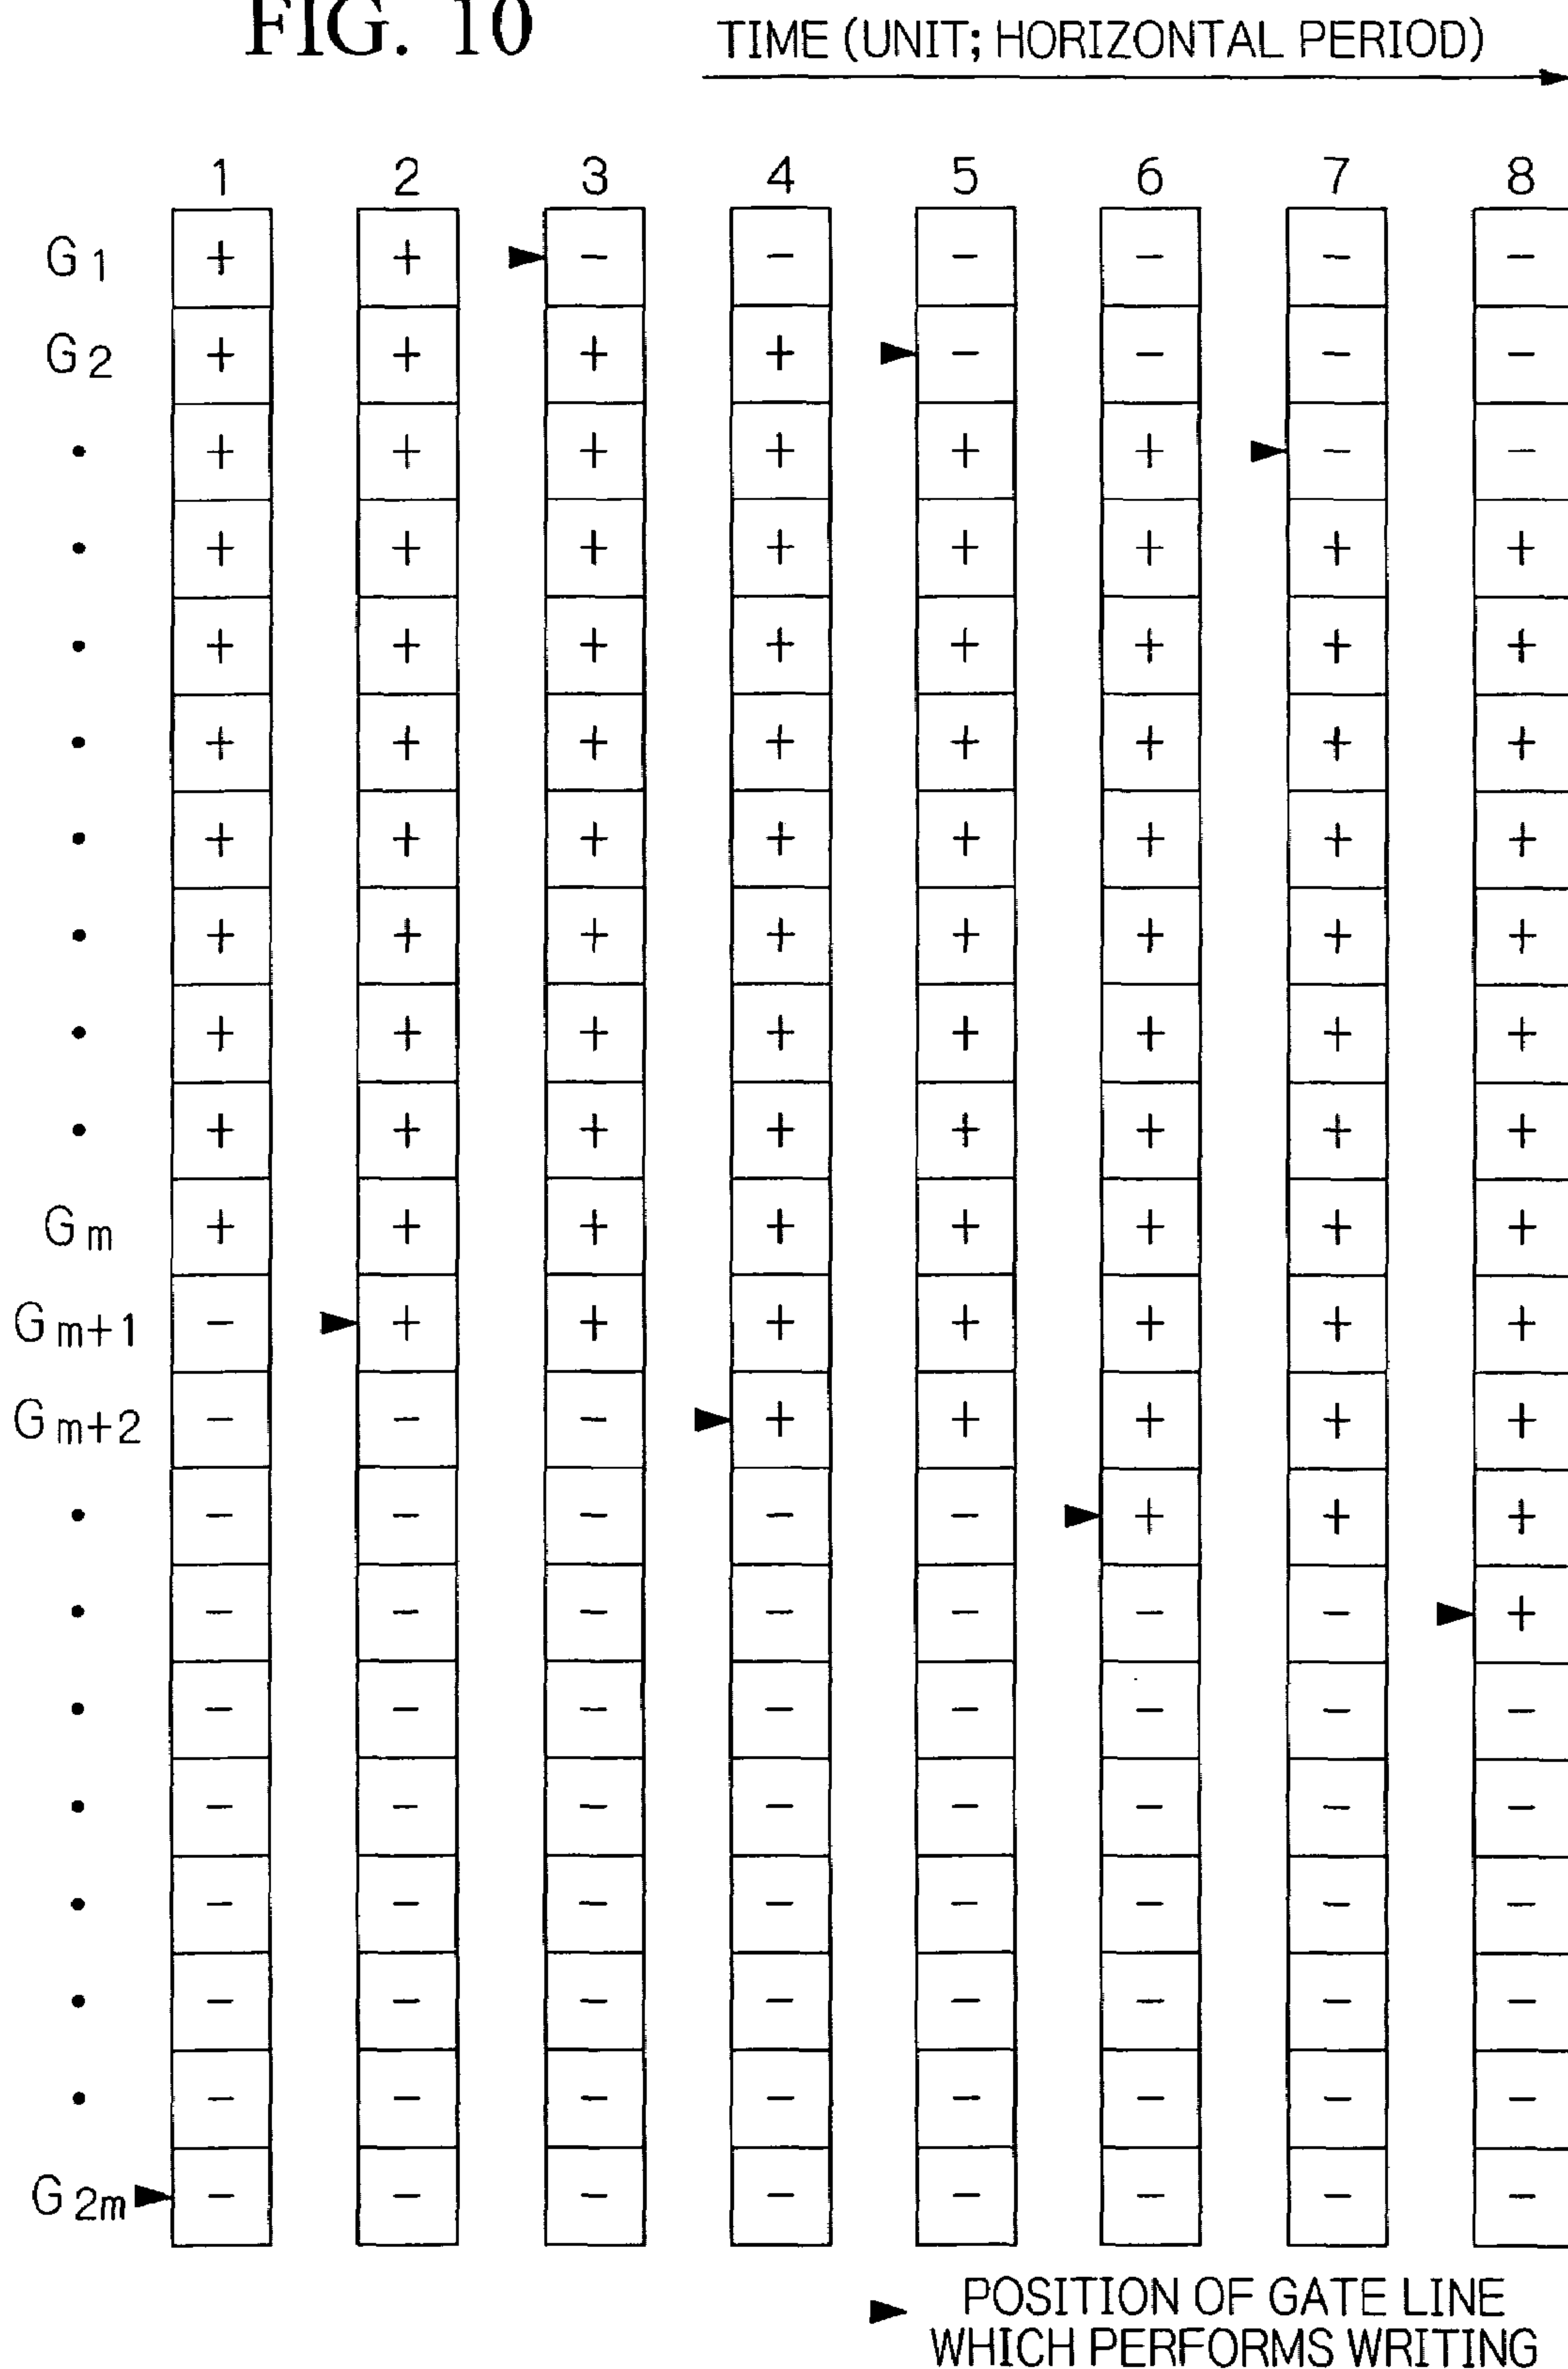 FIG. 10
TIME (UNIT; HORIZONTAL PERIOD)
1 2 3 4 5 6 7 8
G1 + + ► − − − − − −
G2 + + + + ► − − − −
• + + + + + + ► − −
• + + + + + + + +
• + + + + + + + +
• + + + + + + + +
• + + + + + + + +
• + + + + + + + +
• + + + + + + + +
• + + + + + + + +
Gm + + + + + + + +
Gm+1 − ► + + + + + + +
Gm+2 − − − ► + + + + +
• − − − − − ► + + +
• − − − − − − − ► +
• − − − − − − − −
• − − − − − − − −
• − − − − − − − −
• − − − − − − − −
• − − − − − − − −
G2m ► − − − − − − − −
► POSITION OF GATE LINE
WHICH PERFORMS WRITING